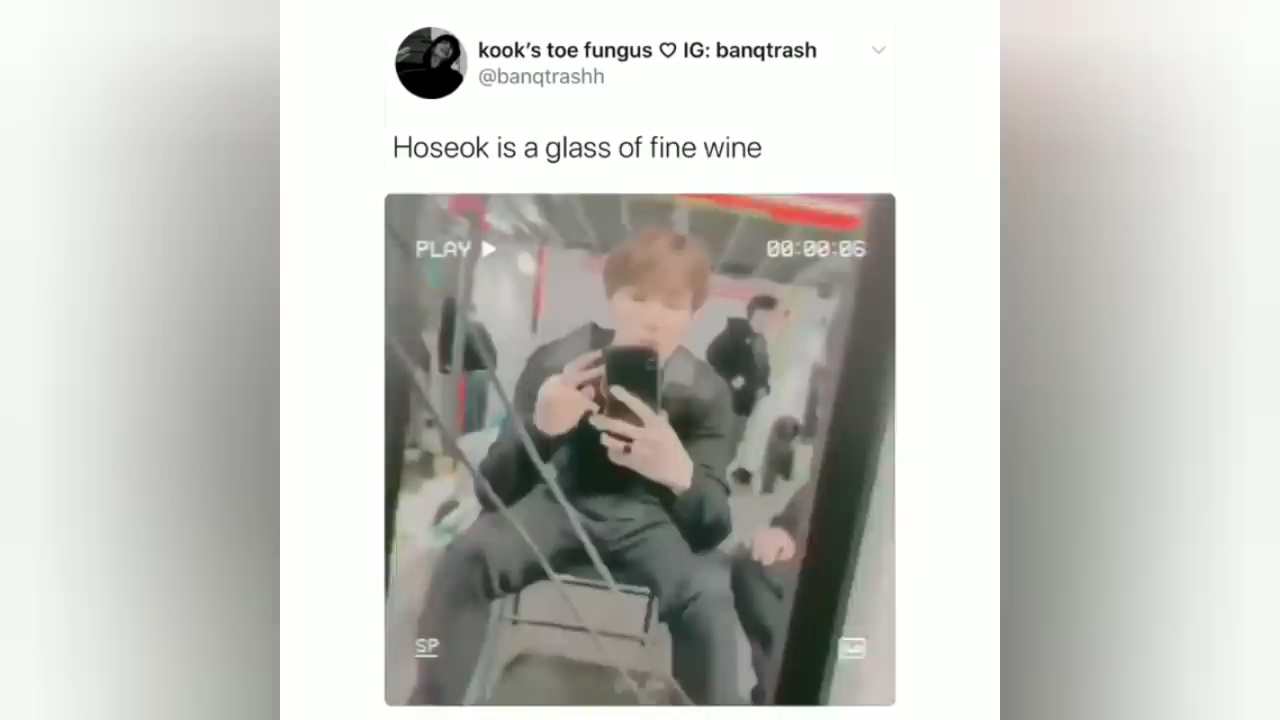 kook's toe fungus ♡ IG: banqtrash
@banqtrashh
Hoseok is a glass of fine wine
PLAY ▶ 00:00:06
SP